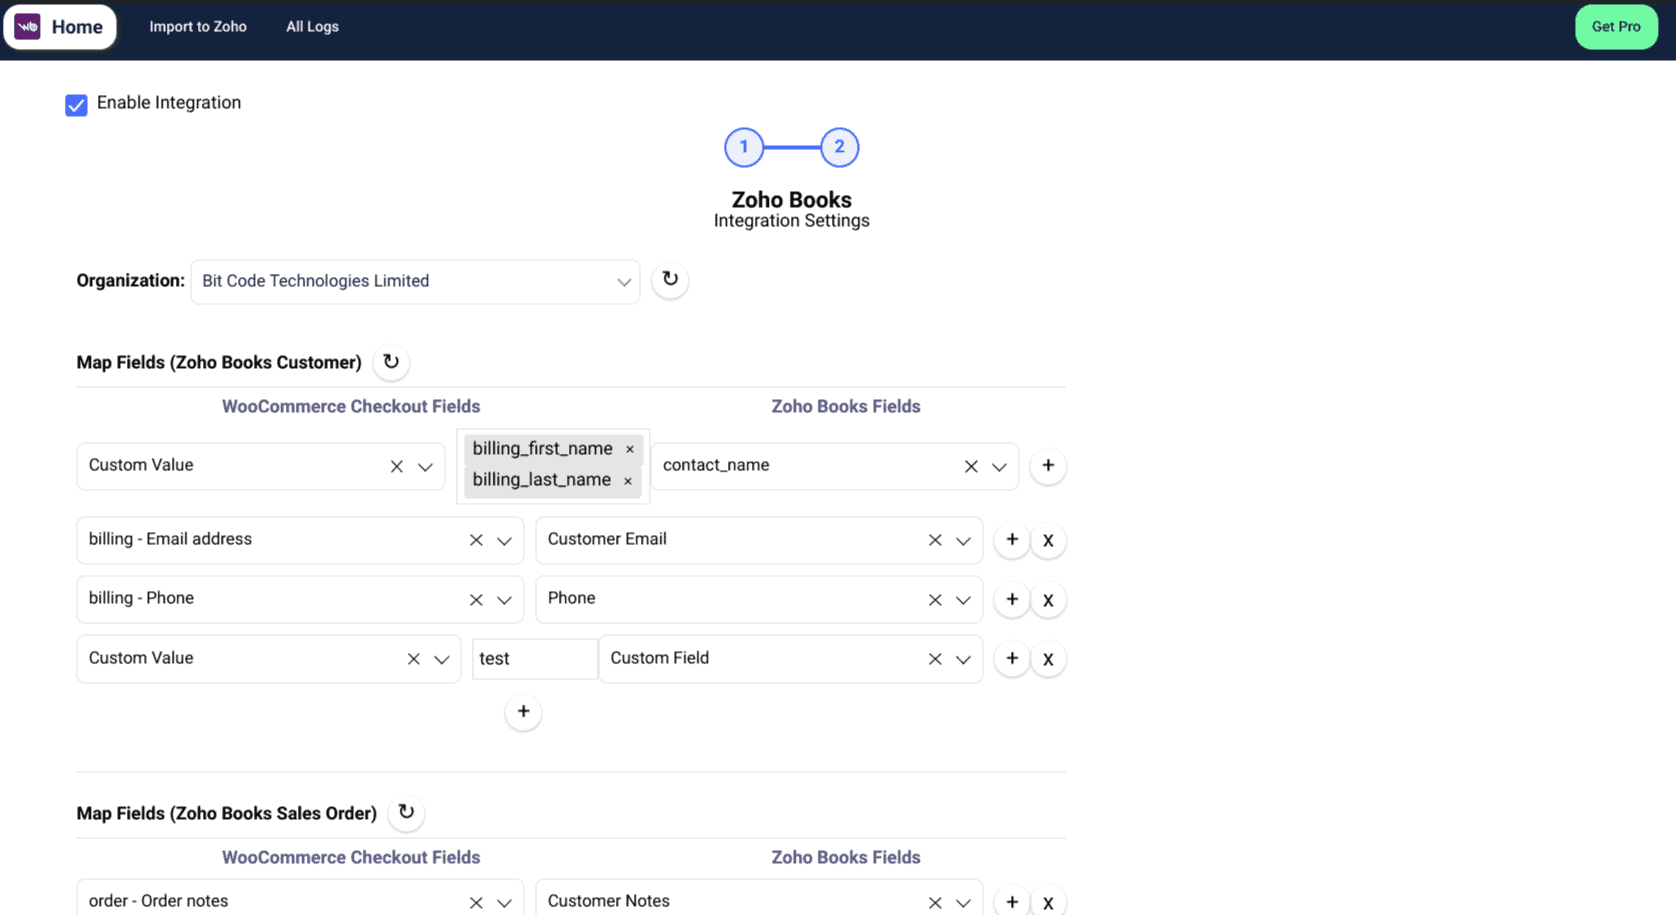 Home Import to Zoho All Logs Get Pro
Enable Integration
1 2
Zoho Books
Integration Settings
Organization: Bit Code Technologies Limited
Map Fields (Zoho Books Customer)
WooCommerce Checkout Fields Zoho Books Fields
Custom Value billing_first_name × contact_name +
billing_last_name ×
billing - Email address Customer Email + x
billing - Phone Phone + x
Custom Value test Custom Field + x
+
Map Fields (Zoho Books Sales Order)
WooCommerce Checkout Fields Zoho Books Fields
order - Order notes Customer Notes + x